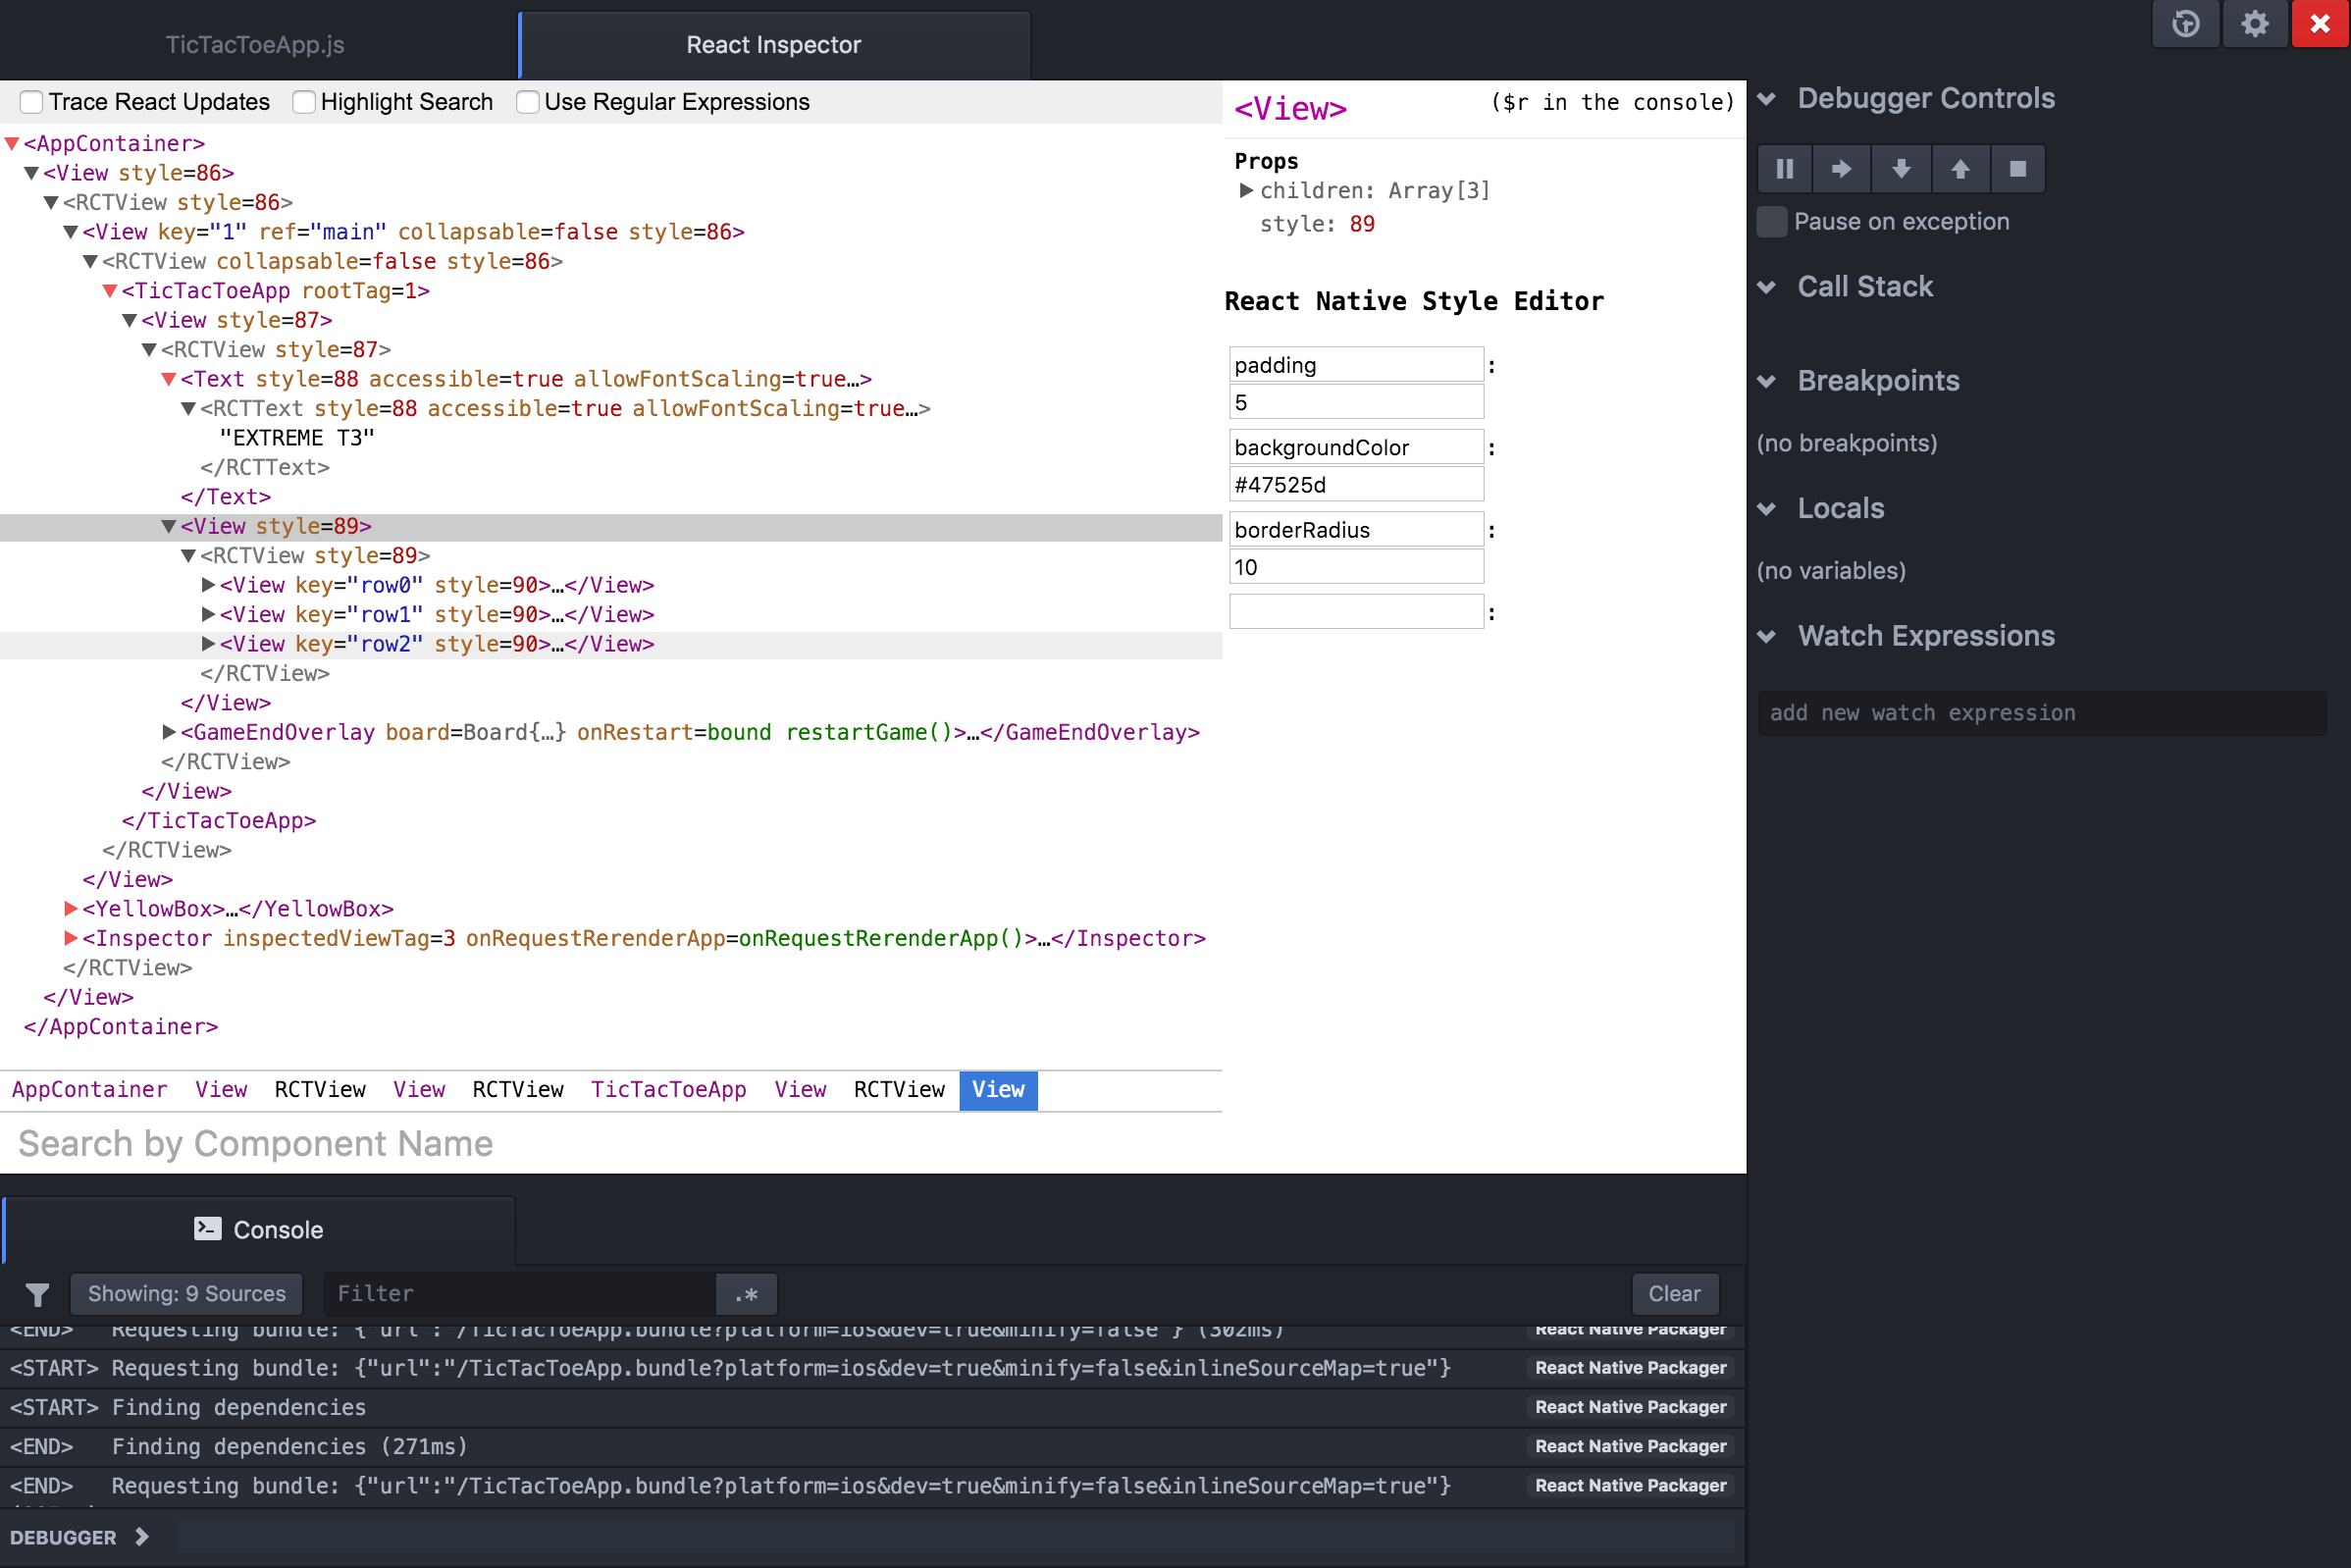 TicTacToeApp.js
React Inspector
Trace React Updates Highlight Search Use Regular Expressions
<AppContainer>
<View style=86>
<RCTView style=86>
<View key="1" ref="main" collapsable=false style=86>
<RCTView collapsable=false style=86>
<TicTacToeApp rootTag=1>
<View style=87>
<RCTView style=87>
<Text style=88 accessible=true allowFontScaling=true…>
<RCTText style=88 accessible=true allowFontScaling=true…>
"EXTREME T3"
</RCTText>
</Text>
<View style=89>
<RCTView style=89>
<View key="row0" style=90>…</View>
<View key="row1" style=90>…</View>
<View key="row2" style=90>…</View>
</RCTView>
</View>
<GameEndOverlay board=Board{…} onRestart=bound restartGame()>…</GameEndOverlay>
</RCTView>
</View>
</TicTacToeApp>
</RCTView>
</View>
<YellowBox>…</YellowBox>
<Inspector inspectedViewTag=3 onRequestRerenderApp=onRequestRerenderApp()>…</Inspector>
</RCTView>
</View>
</AppContainer>
AppContainer View RCTView View RCTView TicTacToeApp View RCTView View
Search by Component Name
<View> ($r in the console)
Props
children: Array[3]
style: 89
React Native Style Editor
padding :
5
backgroundColor :
#47525d
borderRadius :
10
:
Debugger Controls
Pause on exception
Call Stack
Breakpoints
(no breakpoints)
Locals
(no variables)
Watch Expressions
add new watch expression
Console
Showing: 9 Sources Filter .* Clear
<END> Requesting bundle: {"url":"/TicTacToeApp.bundle?platform=ios&dev=true&minify=false"} (302ms) React Native Packager
<START> Requesting bundle: {"url":"/TicTacToeApp.bundle?platform=ios&dev=true&minify=false&inlineSourceMap=true"} React Native Packager
<START> Finding dependencies React Native Packager
<END> Finding dependencies (271ms) React Native Packager
<END> Requesting bundle: {"url":"/TicTacToeApp.bundle?platform=ios&dev=true&minify=false&inlineSourceMap=true"} React Native Packager
DEBUGGER